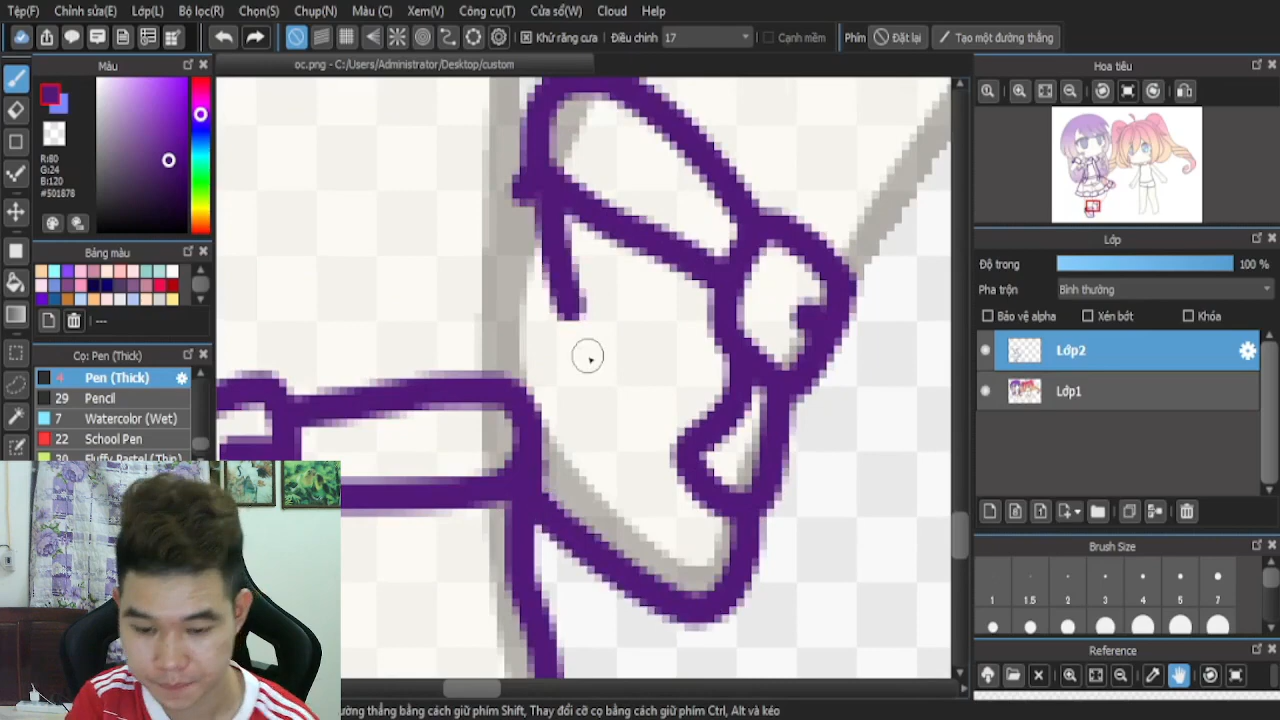 Tệp(F) Chỉnh sửa(E) Lớp(L) Bộ lọc(R) Chọn(S) Chụp(N) Màu (C) Xem(V) Công cụ(T) Cửa sổ(W) Cloud Help
Khử răng cưa Điều chỉnh 17 Cạnh mềm Phím Đặt lại Tạo một đường thẳng
Màu
oc.png - C:/Users/Administrator/Desktop/custom
Hoa tiêu
R:80
G:24
B:120
#501878
Bảng màu
---
Lớp
Độ trong 100 %
Pha trộn Bình thường
Bảo vệ alpha Xén bớt Khóa
Lớp2
Lớp1
Cọ: Pen (Thick)
4 Pen (Thick)
29 Pencil
7 Watercolor (Wet)
22 School Pen
30 Fluffy Pastel (Thin)
Brush Size
1 1.5 2 3 4 5 7
Reference
thẳng bằng cách giữ phím Shift, Thay đổi cỡ cọ bằng cách giữ phím Ctrl, Alt và kéo